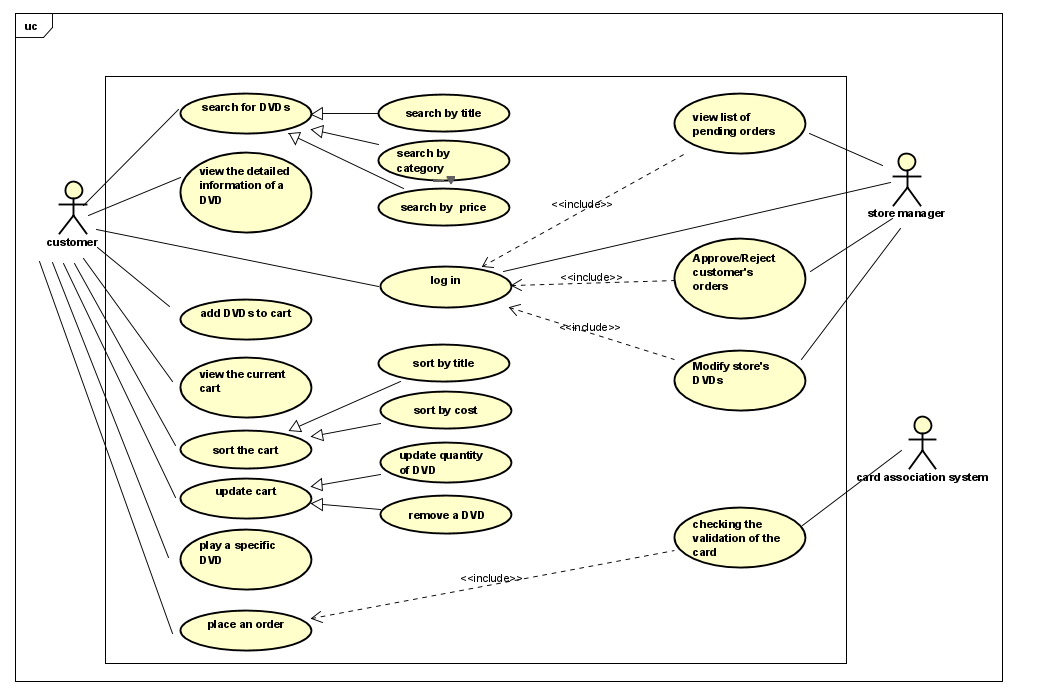 uc
search for DVDs
search by title
view list of
pending orders
search by
category
view the detailed
information of a
DVD
search by price
<<include>>
store manager
customer
log in
<<include>>
Approve/Reject
customer's
orders
add DVDs to cart
<<include>>
sort by title
Modify store's
DVDs
view the current
cart
sort by cost
sort the cart
update quantity
of DVD
card association system
update cart
remove a DVD
checking the
validation of the
card
play a specific
DVD
<<include>>
place an order